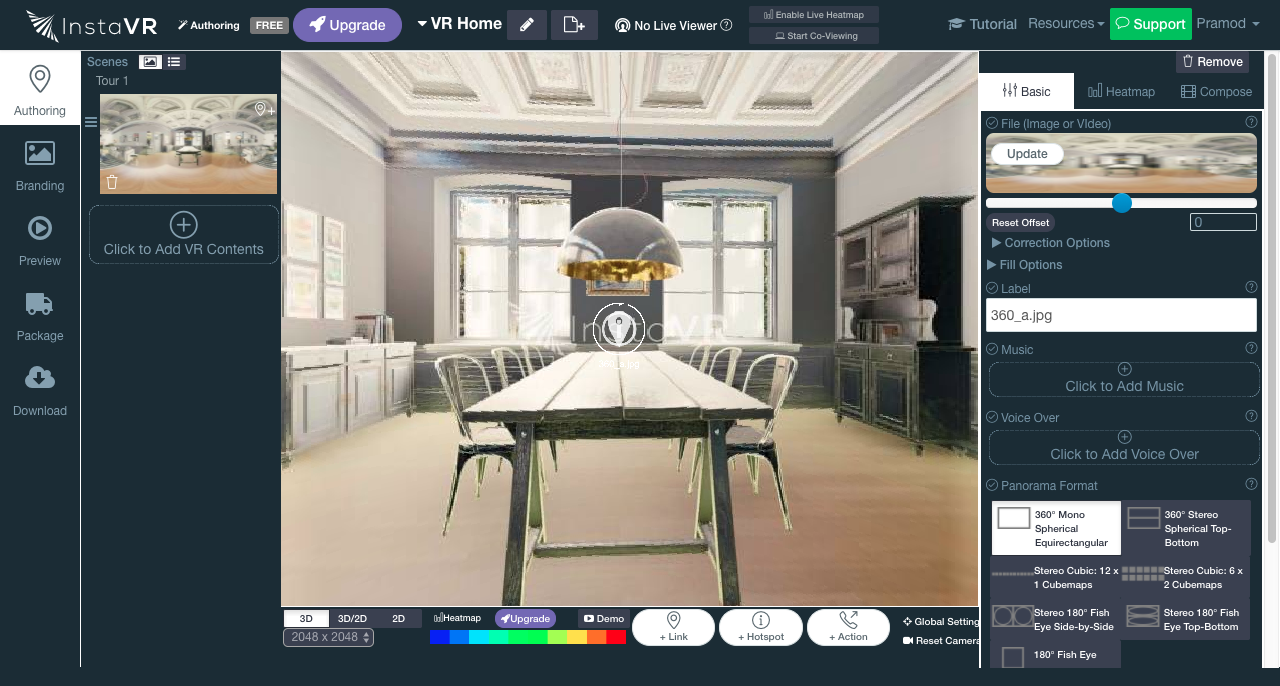 InstaVR
Authoring
FREE
Upgrade
VR Home
No Live Viewer
Enable Live Heatmap
Start Co-Viewing
Tutorial
Resources
Support
Pramod
Authoring
Branding
Preview
Package
Download
Scenes
Tour 1
Click to Add VR Contents
InstaVR
3D
3D/2D
2D
2048 x 2048
Heatmap
Upgrade
Demo
+ Link
+ Hotspot
+ Action
Global Setting
Reset Camera
Remove
Basic
Heatmap
Compose
File (Image or VIdeo)
Update
Reset Offset
0
Correction Options
Fill Options
Label
360_a.jpg
Music
Click to Add Music
Voice Over
Click to Add Voice Over
Panorama Format
360° Mono
Spherical
Equirectangular
360° Stereo
Spherical Top-
Bottom
Stereo Cubic: 12 x
1 Cubemaps
Stereo Cubic: 6 x
2 Cubemaps
Stereo 180° Fish
Eye Side-by-Side
Stereo 180° Fish
Eye Top-Bottom
180° Fish Eye